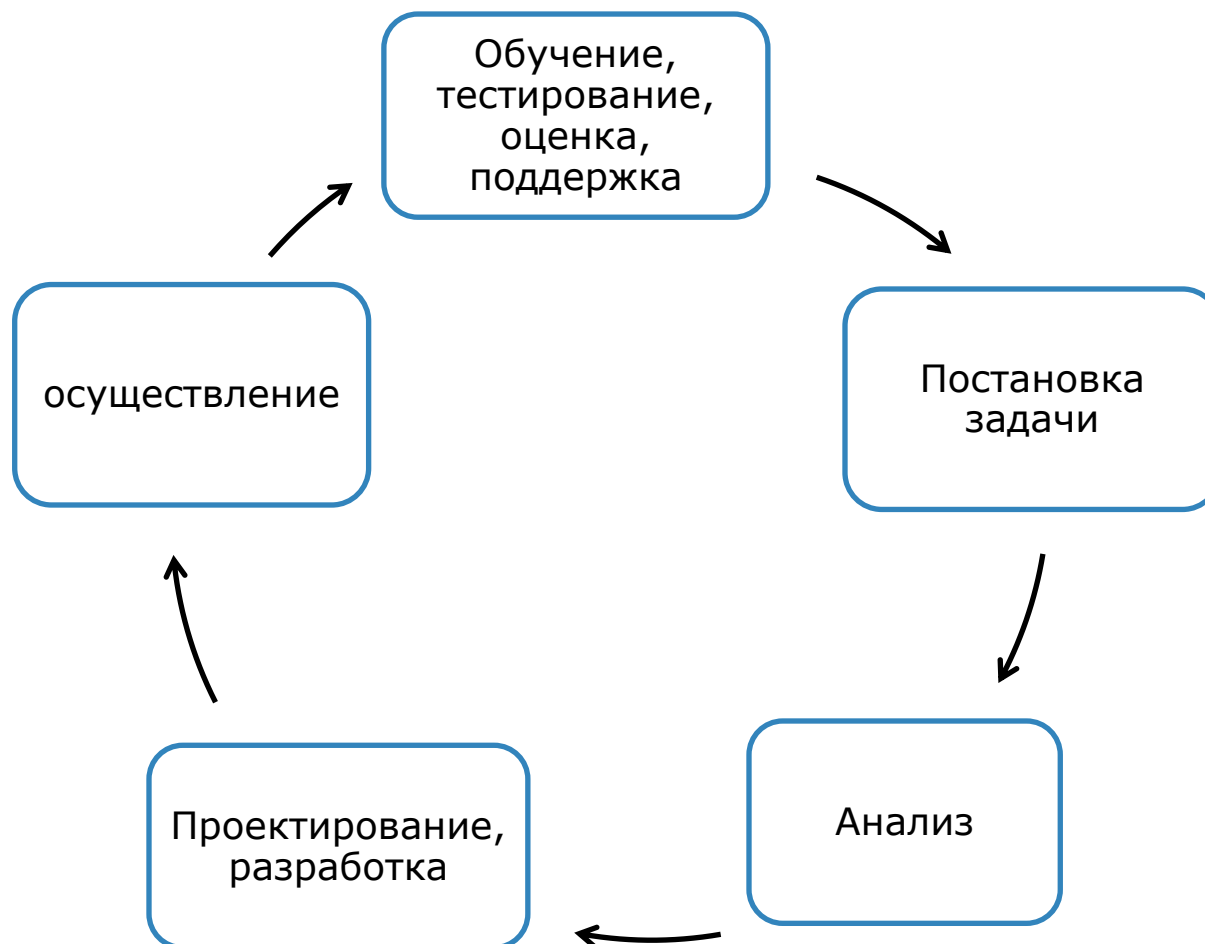 Обучение,
тестирование,
оценка,
поддержка
осуществление
Постановка
задачи
Проектирование,
разработка
Анализ